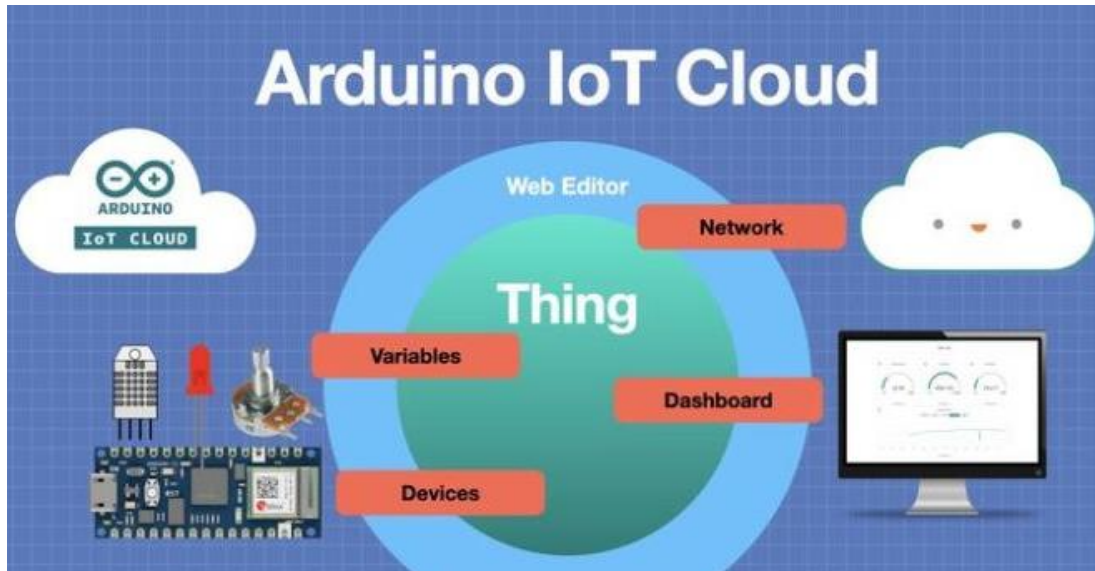 Arduino IoT Cloud
ARDUINO
IoT CLOUD
Web Editor
Network
Thing
Variables
Dashboard
Devices